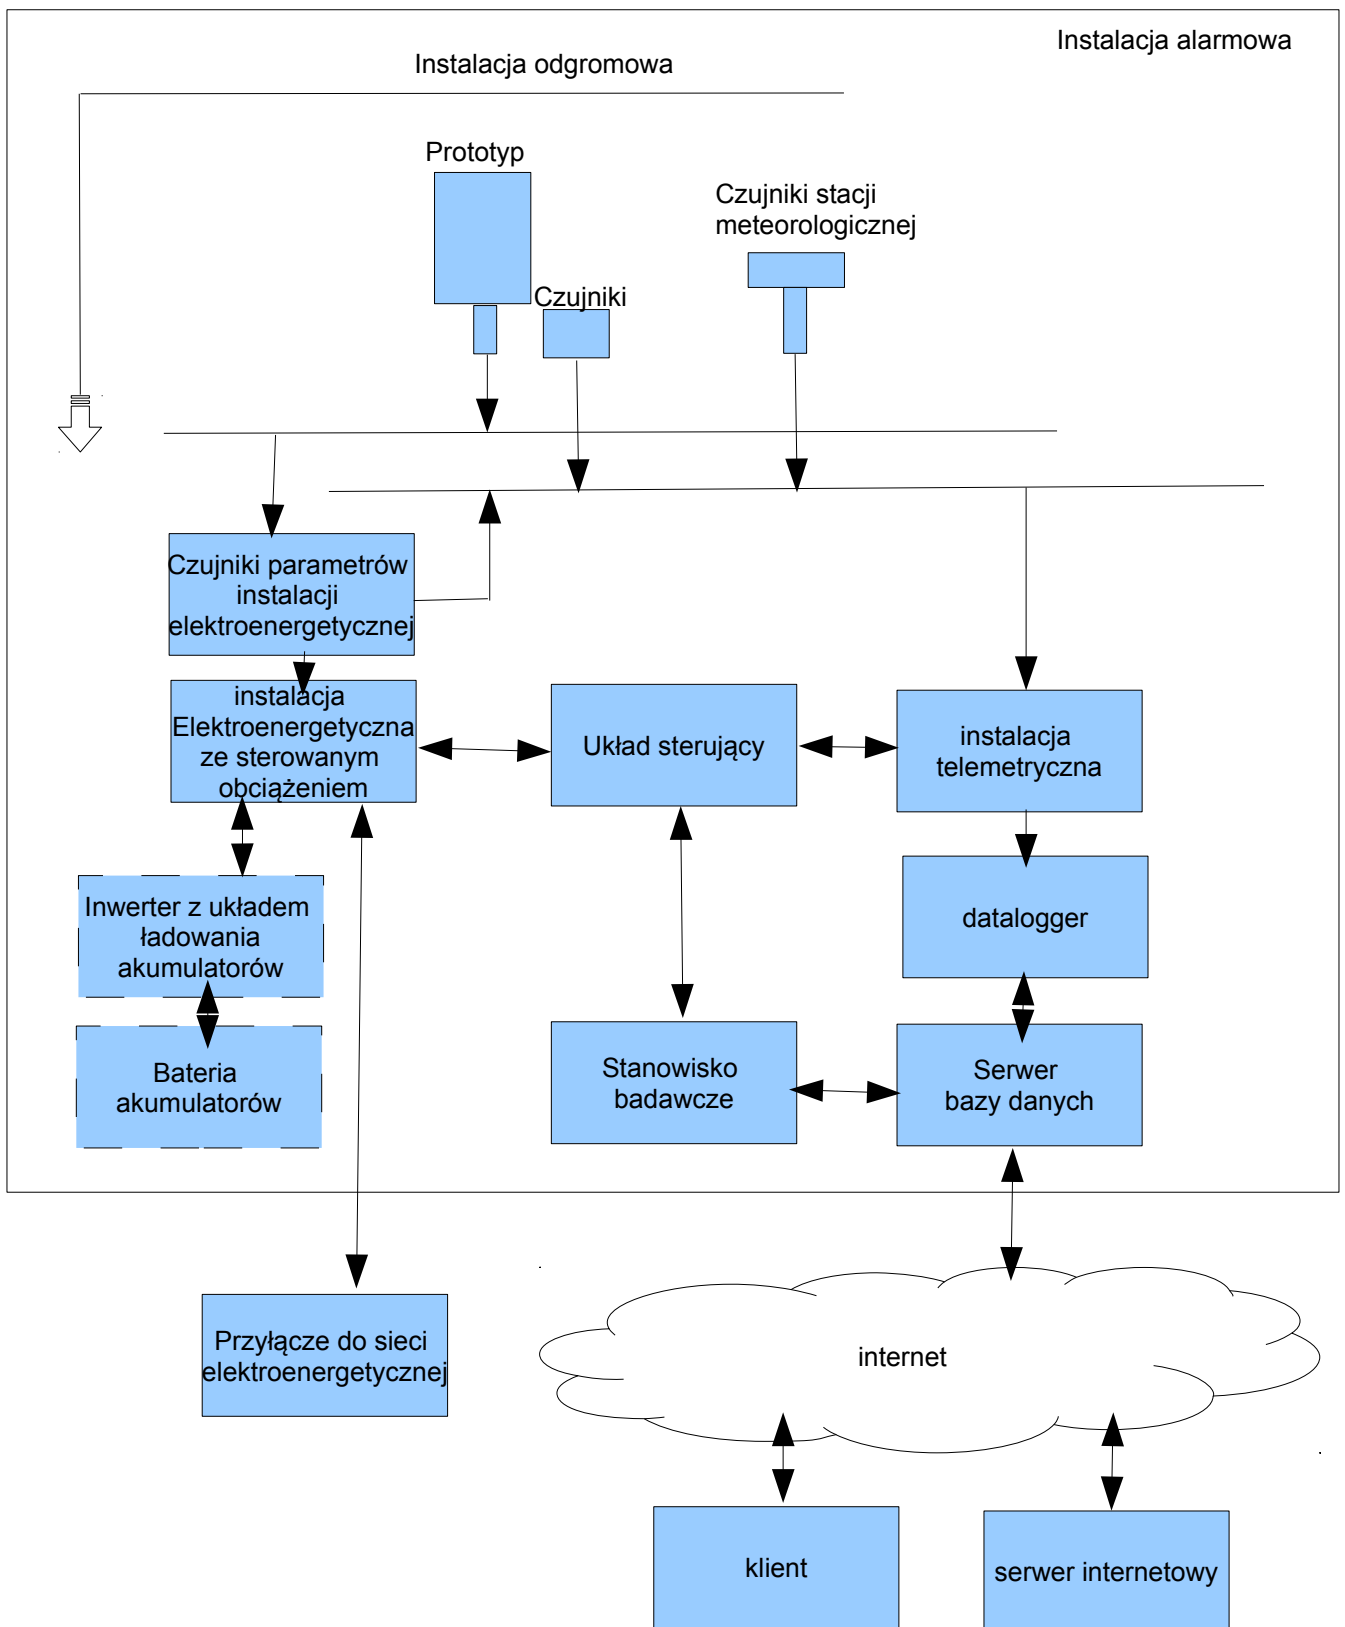 Instalacja alarmowa
Instalacja odgromowa
Prototyp
Czujniki stacji
meteorologicznej
Czujniki
Czujniki parametrów
instalacji
elektroenergetycznej
instalacja
Elektroenergetyczna
ze sterowanym
obciążeniem
Układ sterujący
instalacja
telemetryczna
Inwerter z układem
ładowania
akumulatorów
datalogger
Bateria
akumulatorów
Stanowisko
badawcze
Serwer
bazy danych
Przyłącze do sieci
elektroenergetycznej
internet
klient
serwer internetowy